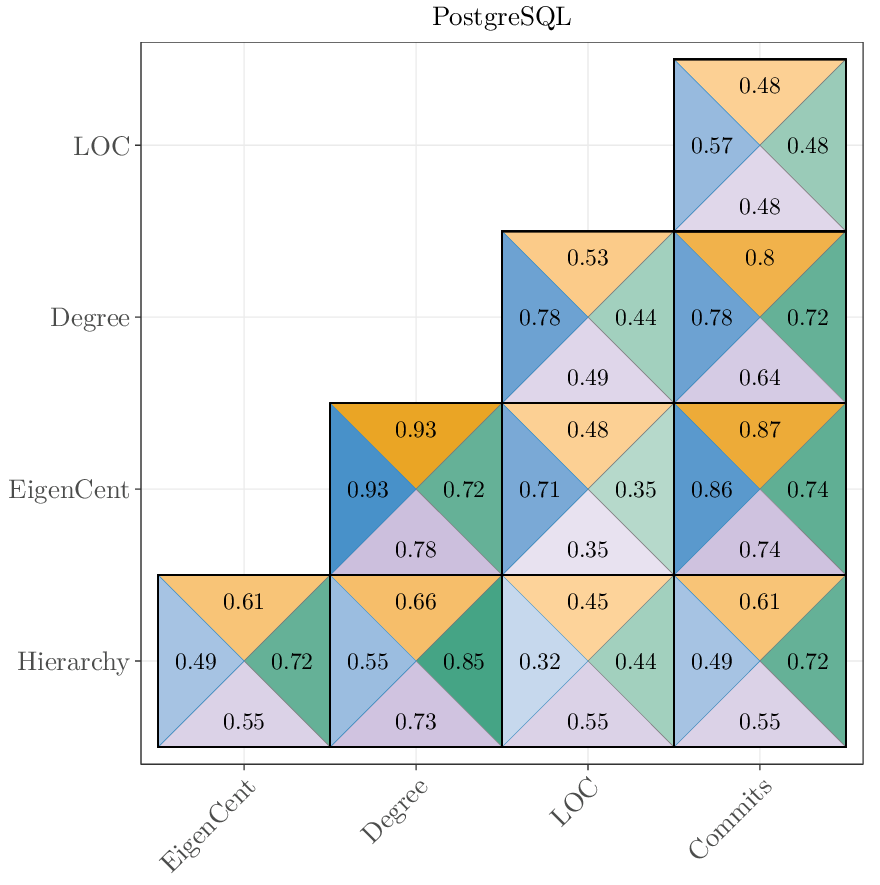 PostgreSQL
0.48
LOC 0.57 0.48
0.48
0.53 0.8
Degree 0.78 0.44 0.78 0.72
0.49 0.64
0.93 0.48 0.87
EigenCent 0.93 0.72 0.71 0.35 0.86 0.74
0.78 0.35 0.74
0.61 0.66 0.45 0.61
Hierarchy 0.49 0.72 0.55 0.85 0.32 0.44 0.49 0.72
0.55 0.73 0.55 0.55
EigenCent Degree LOC Commits